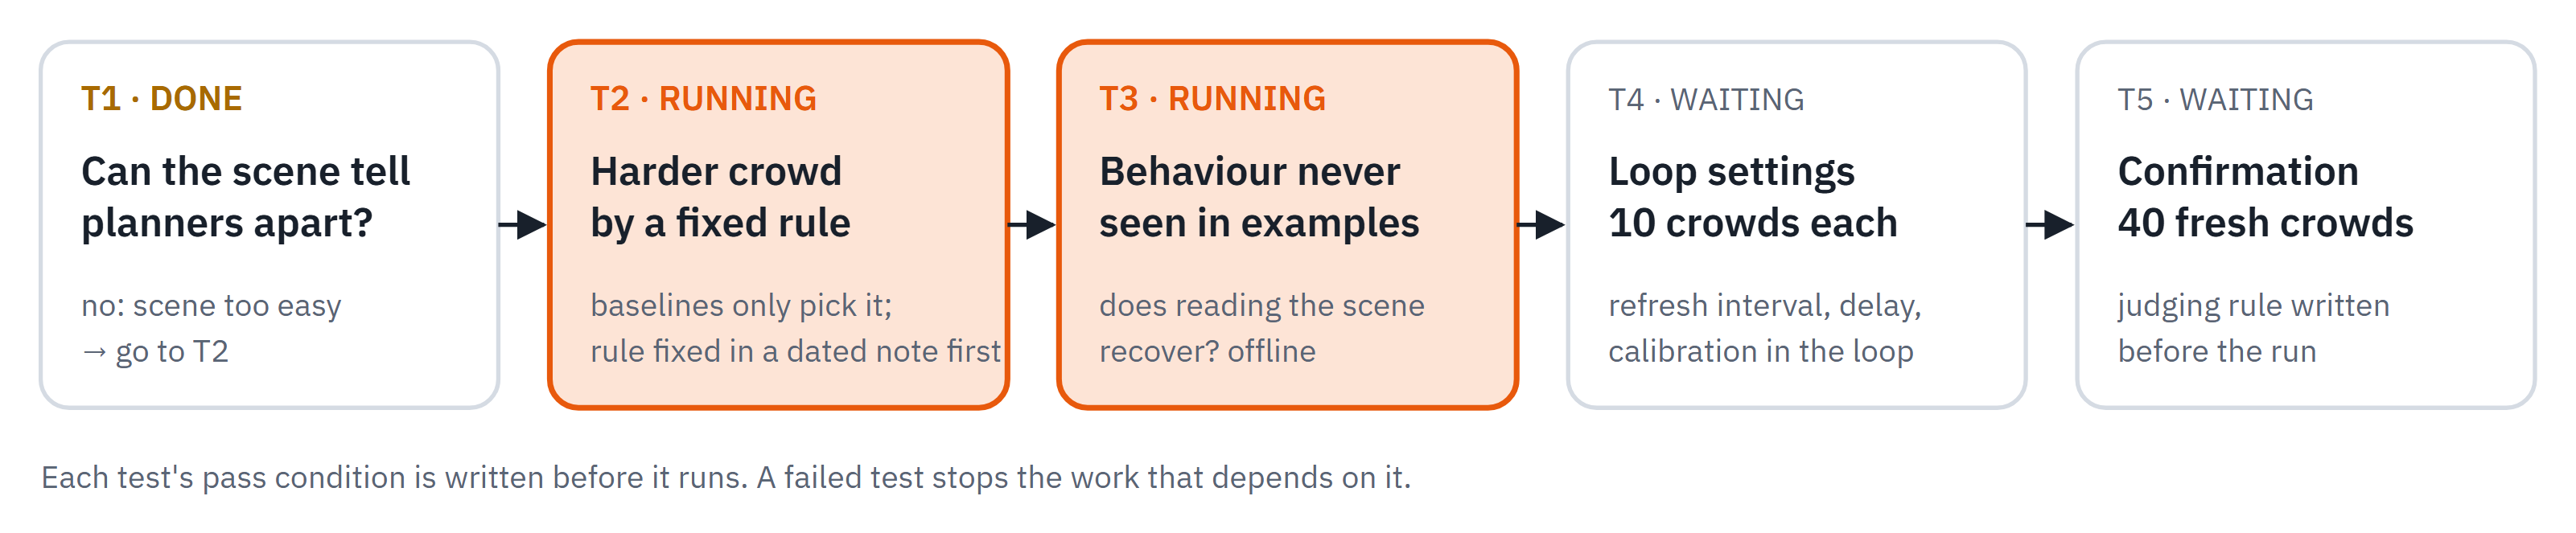 T1 · DONE
Can the scene tell
planners apart?
no: scene too easy
→ go to T2
T2 · RUNNING
Harder crowd
by a fixed rule
baselines only pick it;
rule fixed in a dated note first
T3 · RUNNING
Behaviour never
seen in examples
does reading the scene
recover? offline
T4 · WAITING
Loop settings
10 crowds each
refresh interval, delay,
calibration in the loop
T5 · WAITING
Confirmation
40 fresh crowds
judging rule written
before the run
Each test's pass condition is written before it runs. A failed test stops the work that depends on it.